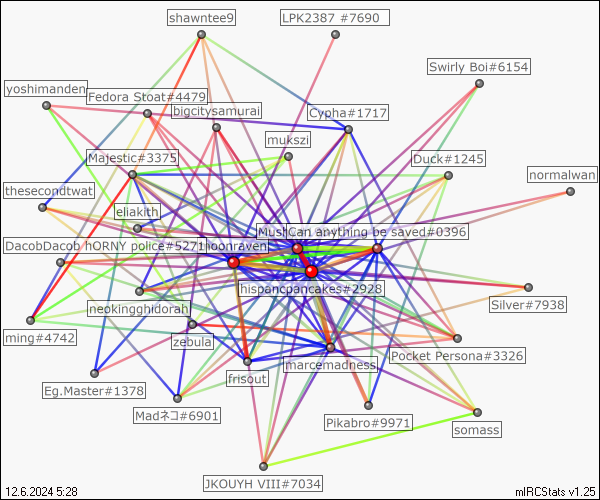 shawntee9
LPK2387 #7690
Swirly Boi#6154
yoshimanden
Fedora Stoat#4479
bigcitysamurai
Cypha#1717
mukszi
Majestic#3375
Duck#1245
normalwan
thesecondtwat
eliakith
Mush
Can anything be saved#0396
DacobDacob hORNY police#5271
hoonraven
hispancpancakes#2928
neokingghidorah
Silver#7938
ming#4742
zebula
Pocket Persona#3326
marcemadness
frisout
Eg.Master#1378
Madネコ#6901
Pikabro#9971
somass
JKOUYH VIII#7034
12.6.2024 5:28
mIRCStats v1.25